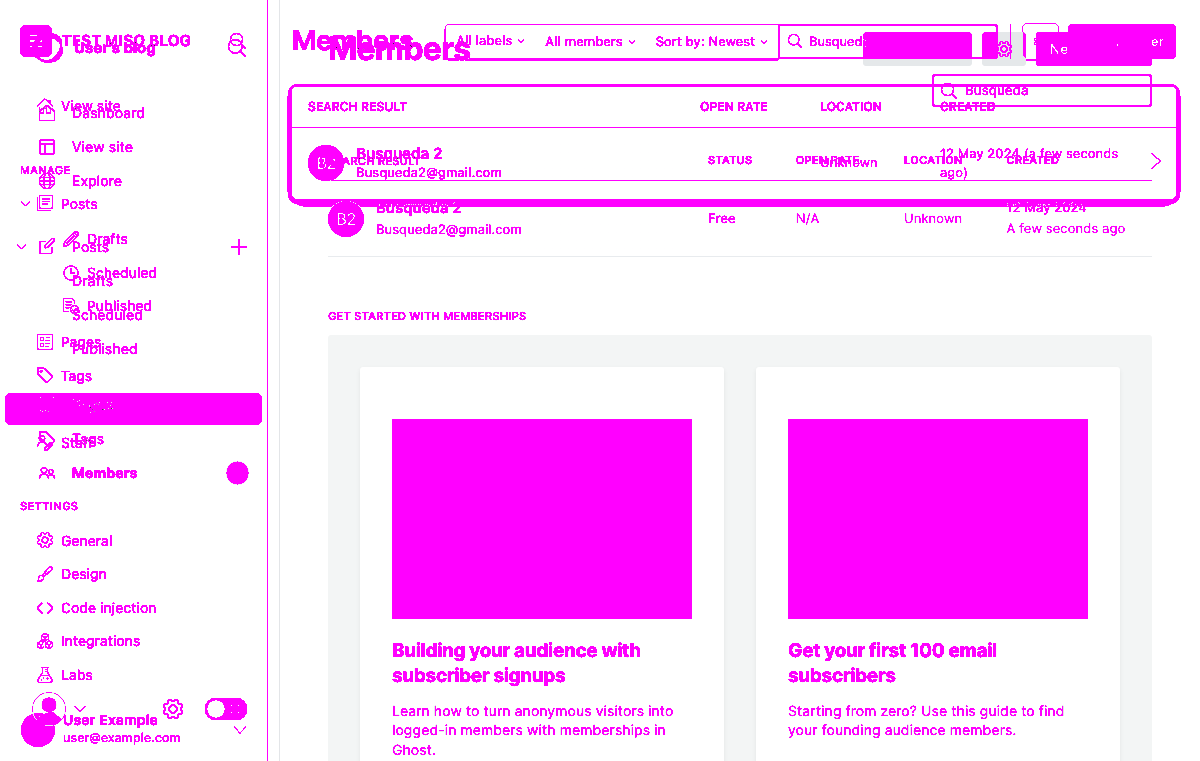 TEST MISO BLOG
User's Blog
View site
Dashboard
View site
MANAGE
Explore
Posts
Drafts
Posts
Scheduled
Drafts
Published
Scheduled
Pages
Published
Tags
Tags
Staff
Members
SETTINGS
General
Design
Code injection
Integrations
Labs
User Example
user@example.com
Members
Members
All labels
All members
Sort by: Newest
Busqueda
SEARCH RESULT
OPEN RATE
LOCATION
CREATED
B2
Busqueda 2
Busqueda2@gmail.com
Unknown
12 May 2024 (a few seconds
ago)
SEARCH RESULT
STATUS
OPEN RATE
LOCATION
CREATED
B2
Busqueda 2
Busqueda2@gmail.com
Free
N/A
Unknown
12 May 2024
A few seconds ago
GET STARTED WITH MEMBERSHIPS
Building your audience with
subscriber signups
Learn how to turn anonymous visitors into
logged-in members with memberships in
Ghost.
Get your first 100 email
subscribers
Starting from zero? Use this guide to find
your founding audience members.